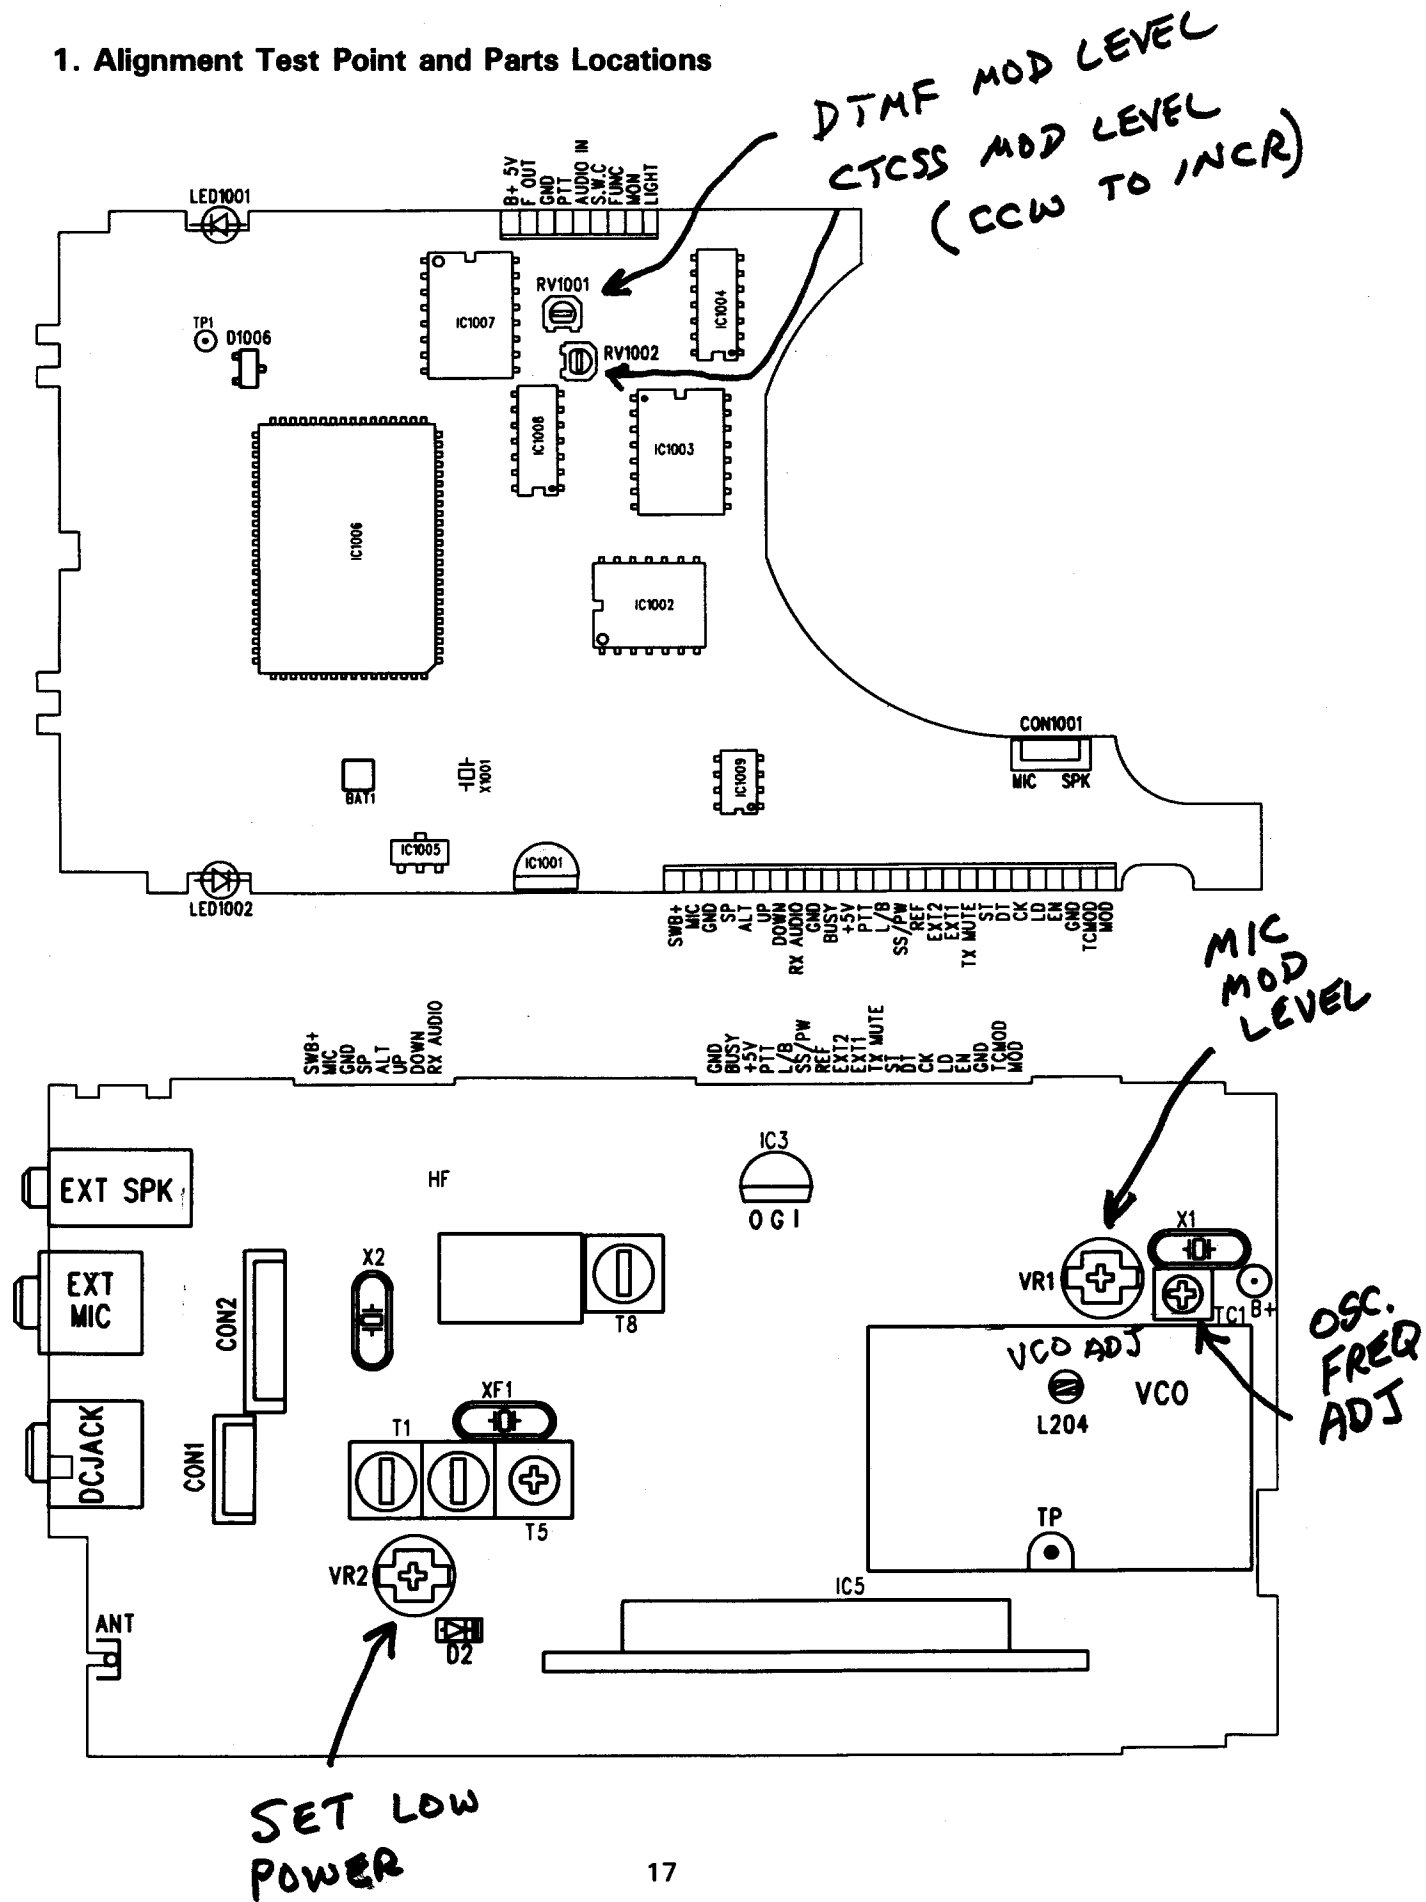 1. Alignment Test Point and Parts Locations
DTMF MOD LEVEL
CTCSS MOD LEVEL
(CCW TO INCR)
B+ 5V
F OUT
GND
PTT
AUDIO IN
S.W.C
FUNC
MON
LIGHT
LED1001
RV1001
IC1004
TP1
IC1007
D1006
RV1002
IC1008
IC1003
IC1006
IC1002
CON1001
MIC SPK
BAT1
X1001
IC1009
IC1005
IC1001
LED1002
SWB+
MIC
GND
SP
ALT
UP
DOWN
RX AUDIO
GND
BUSY
+5V
PTT
L/B
SS/PW
REF
EXT2
EXT1
TX MUTE
ST
DT
CK
LD
EN
GND
TCMOD
MOD
MIC
MOD
LEVEL
SWB+
MIC
GND
SP
ALT
UP
DOWN
RX AUDIO
GND
BUSY
+5V
PTT
L/B
SS/PW
REF
EXT2
EXT1
TX MUTE
ST
DT
CK
LD
EN
GND
TCMOD
MOD
IC3
O G I
HF
EXT SPK
X1
X2
EXT
MIC
CON2
T8
VR1
TC1
B+
OSC.
FREQ
ADJ
VCO ADJ
VCO
L204
XF1
T1
DCJACK
CON1
T5
TP
VR2
IC5
ANT
D2
SET LOW
POWER
17